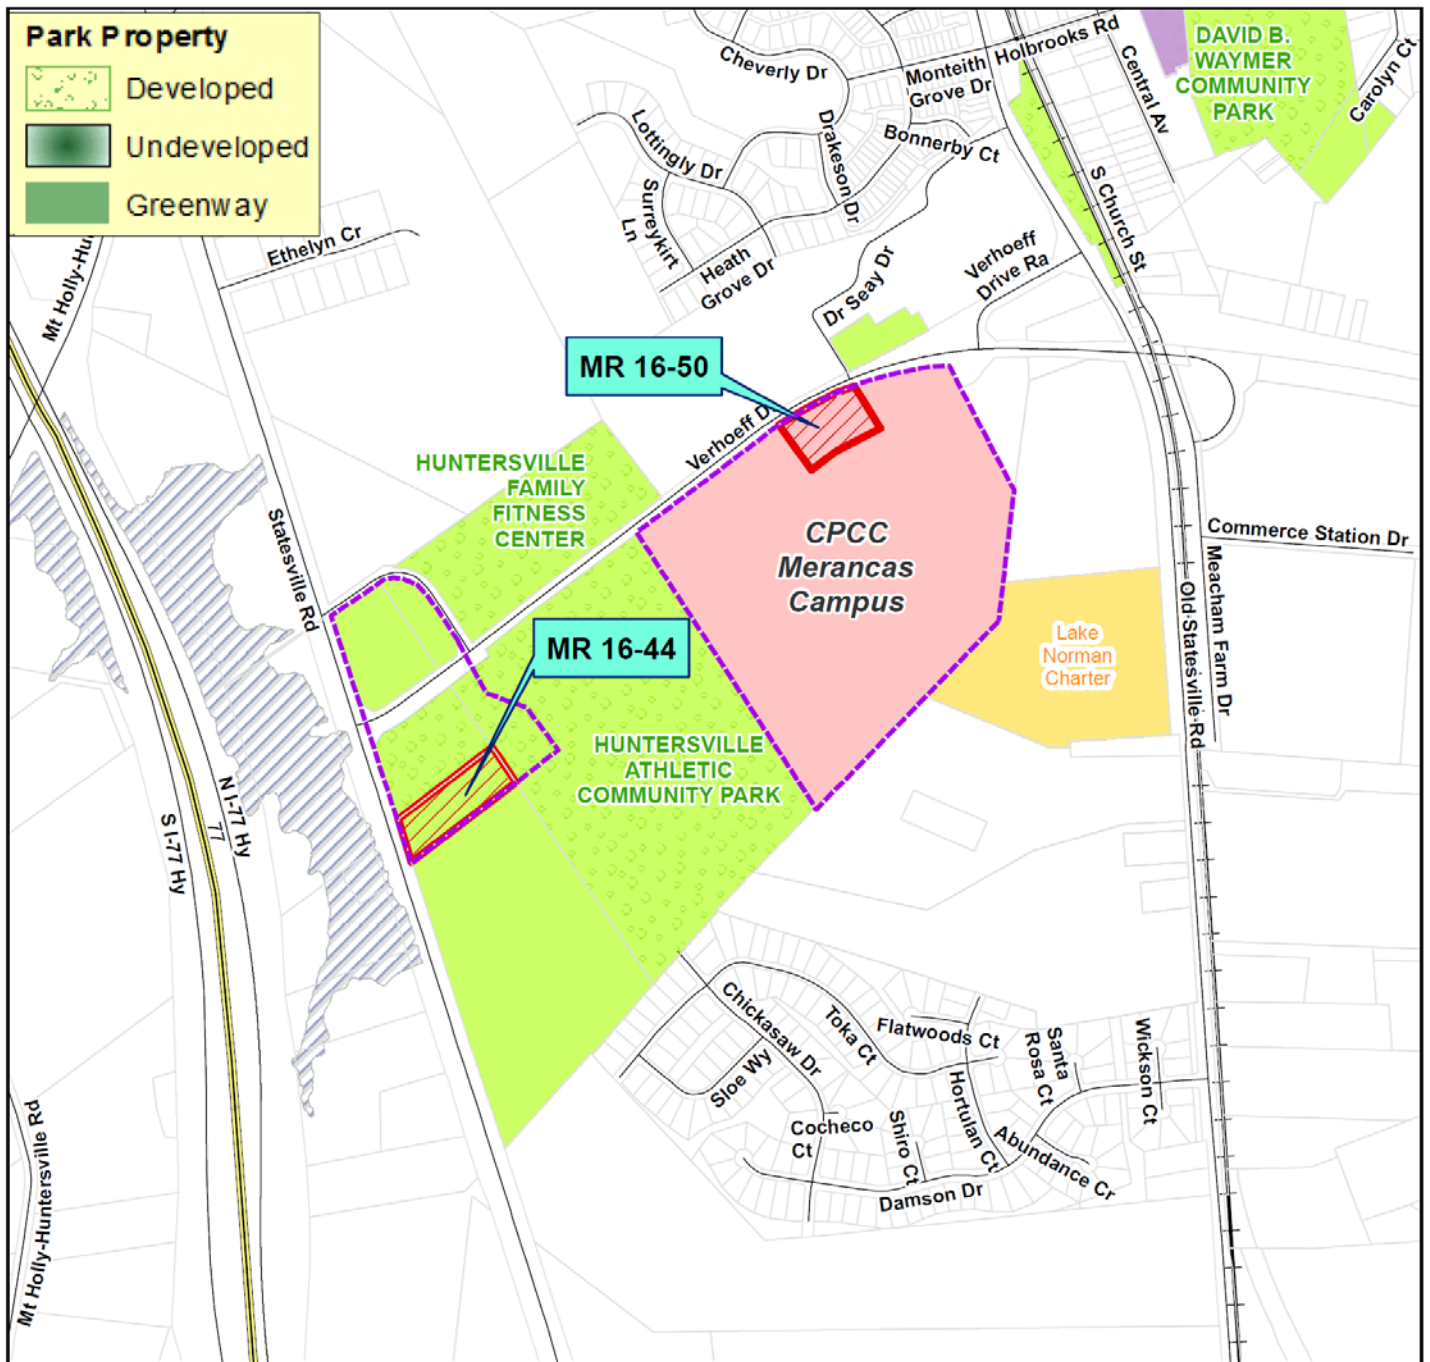 Park Property
Developed
Undeveloped
Greenway
Cheverly Dr
Monteith
Grove Dr
Holbrooks Rd
Central Av
DAVID B.
WAYMER
COMMUNITY
PARK
Carolyn Ct
Lottingly Dr
Drakeson Dr
Bonnerby Ct
Surreykirt
Ln
S Church St
Mt Holly-Hu
Ethelyn Cr
Heath
Grove Dr
Dr Seay Dr
Verhoeff
Drive Ra
MR 16-50
Verhoeff D
HUNTERSVILLE
FAMILY
FITNESS
CENTER
Statesville Rd
CPCC
Merancas
Campus
Commerce Station Dr
Meacham Farm Dr
Old-Statesville-Rd
Lake
Norman
Charter
MR 16-44
HUNTERSVILLE
ATHLETIC
COMMUNITY PARK
N I-77 Hy
77
S I-77 Hy
Chickasaw Dr
Toka Ct
Flatwoods Ct
Santa
Rosa Ct
Wickson Ct
Sloe Wy
Hortulan Ct
Cocheco
Ct
Shiro Ct
Abundance Cr
Damson Dr
Mt Holly-Huntersville Rd